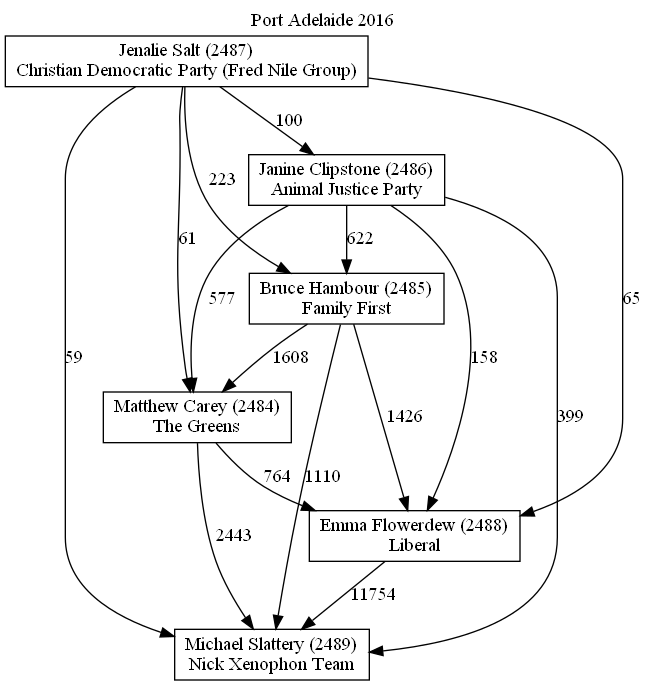 Port Adelaide 2016
Jenalie Salt (2487)
Christian Democratic Party (Fred Nile Group)
100
Janine Clipstone (2486)
Animal Justice Party
223
61
622
577
65
Bruce Hambour (2485)
Family First
59
1608
158
Matthew Carey (2484)
The Greens
1426
399
764
1110
Emma Flowerdew (2488)
Liberal
2443
11754
Michael Slattery (2489)
Nick Xenophon Team